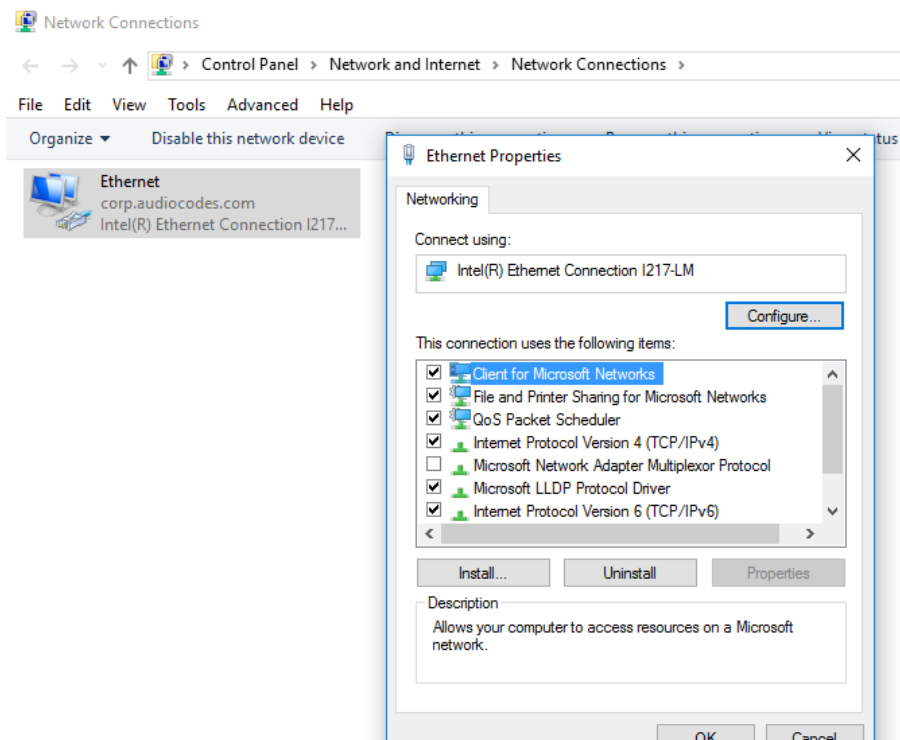 Network Connections
Control Panel > Network and Internet > Network Connections >
File Edit View Tools Advanced Help
Organize Disable this network device
Ethernet
corp.audiocodes.com
Intel(R) Ethernet Connection I217...
Ethernet Properties
Networking
Connect using:
Intel(R) Ethernet Connection I217-LM
Configure...
This connection uses the following items:
Client for Microsoft Networks
File and Printer Sharing for Microsoft Networks
QoS Packet Scheduler
Internet Protocol Version 4 (TCP/IPv4)
Microsoft Network Adapter Multiplexor Protocol
Microsoft LLDP Protocol Driver
Internet Protocol Version 6 (TCP/IPv6)
Install... Uninstall Properties
Description
Allows your computer to access resources on a Microsoft
network.
OK Cancel